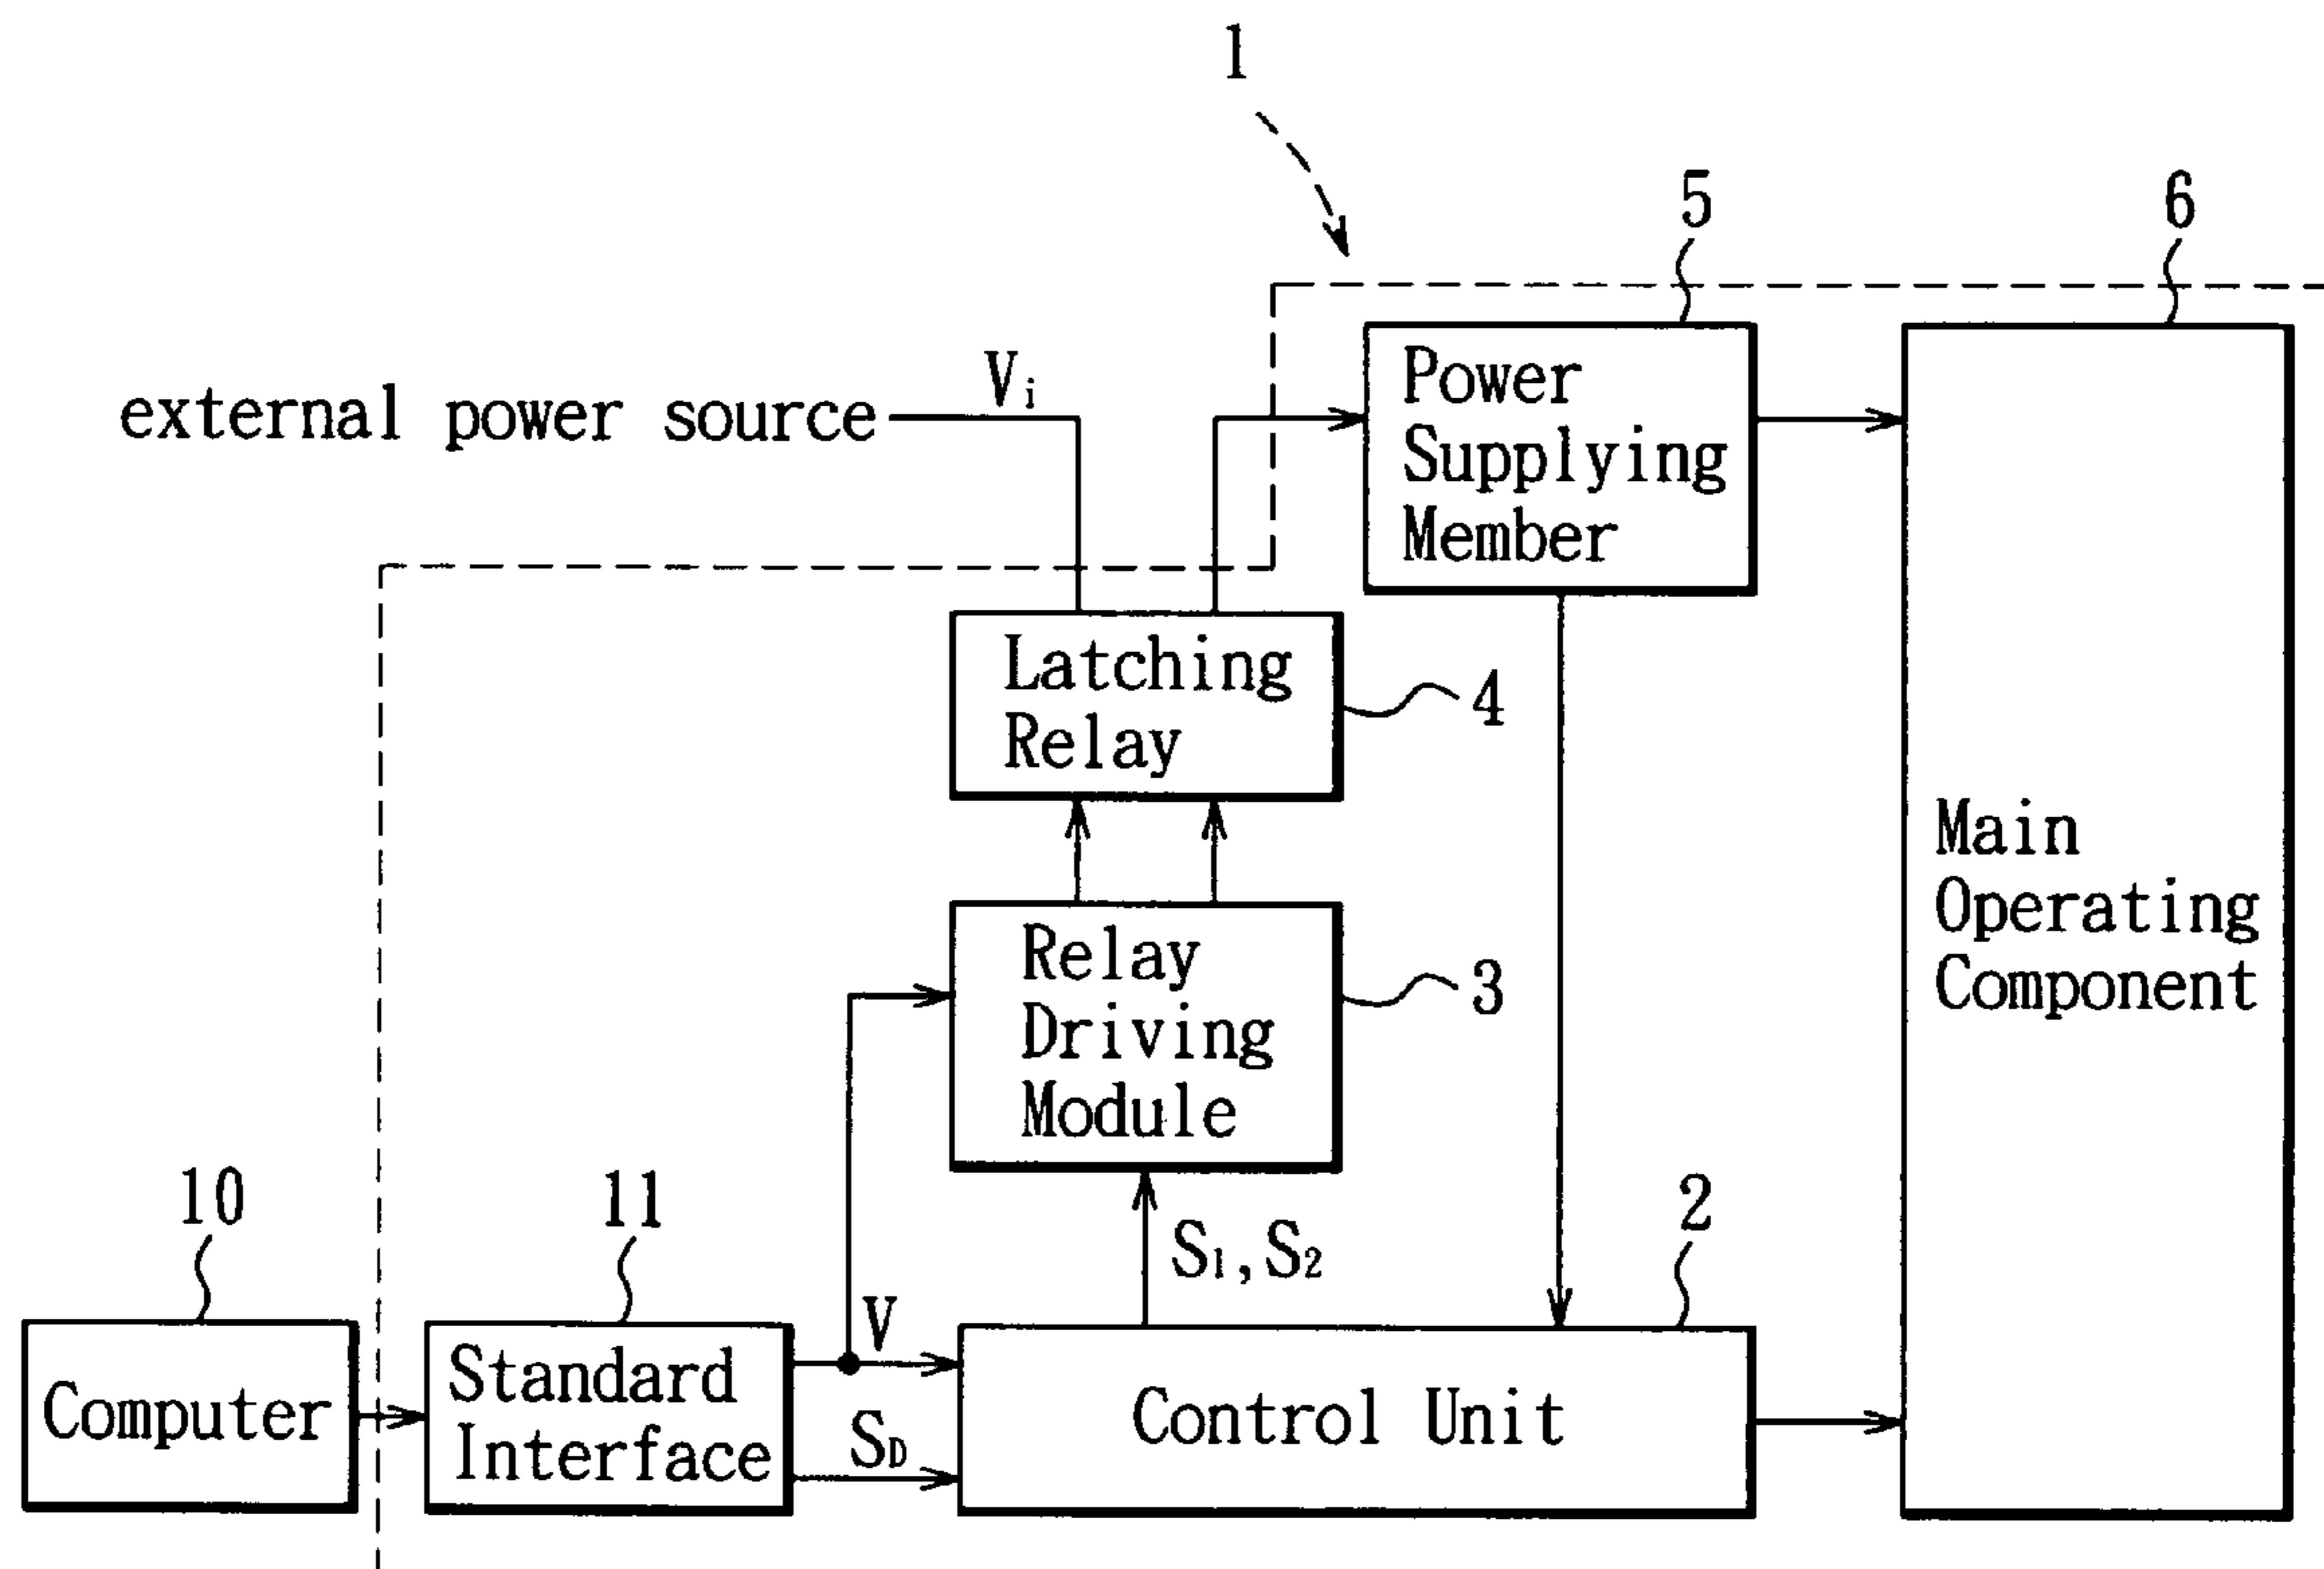 1
5
6
external power source
Vi
Power
Supplying
Member
Latching
Relay
4
Main
Operating
Component
Relay
Driving
Module
3
10
11
2
S1,S2
V
SD
Computer
Standard
Interface
Control Unit